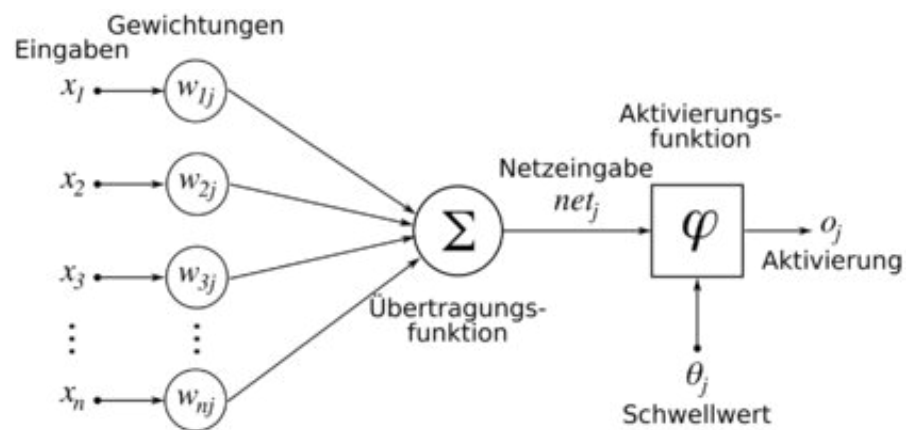 Gewichtungen
Eingaben
x₁
w₁ⱼ
x₂
w₂ⱼ
x₃
w₃ⱼ
⋮
⋮
xₙ
wₙⱼ
Σ
Übertragungs-
funktion
Netzeingabe
netⱼ
Aktivierungs-
funktion
φ
oⱼ
Aktivierung
θⱼ
Schwellwert